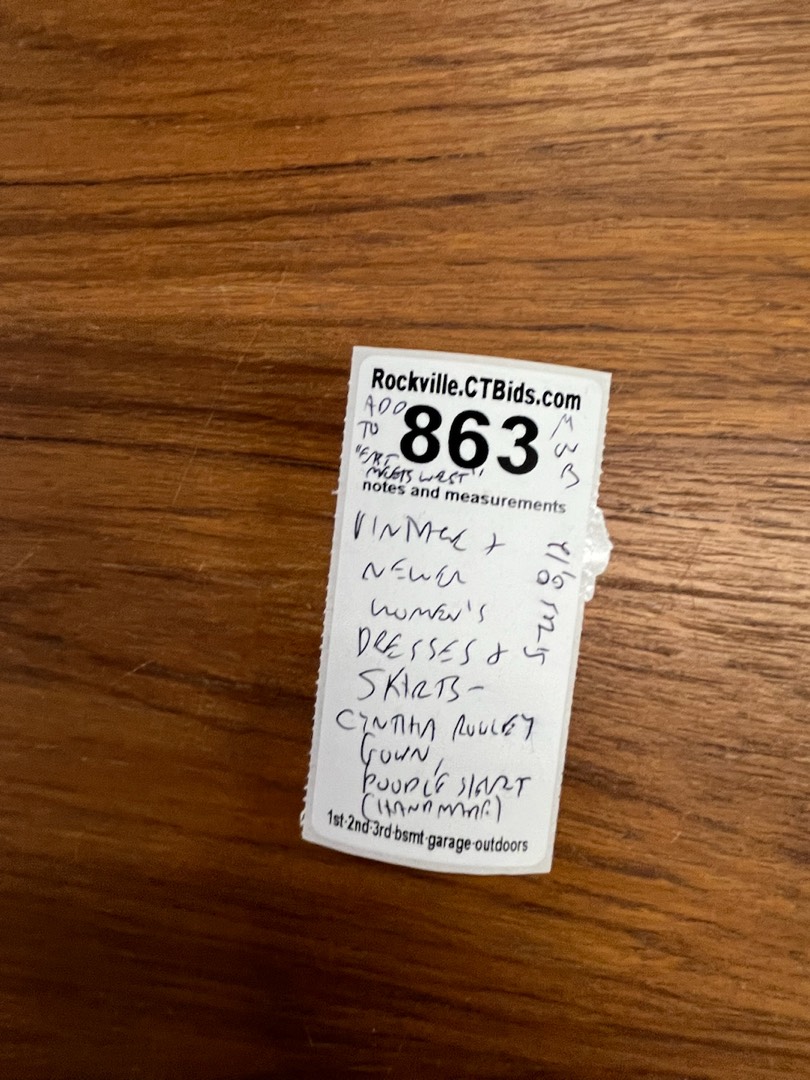 Rockville.CTBids.com
ADD
TO
863
MWB
"EAST
MEETS WEST"
notes and measurements
VINTAGE &
NEWER
WOMEN'S
DRESSES &
SKIRTS-
CYNTHIA ROWLEY
GOWN,
POODLE SKIRT
(HANDMADE)
1st·2nd·3rd·bsmt·garage·outdoors